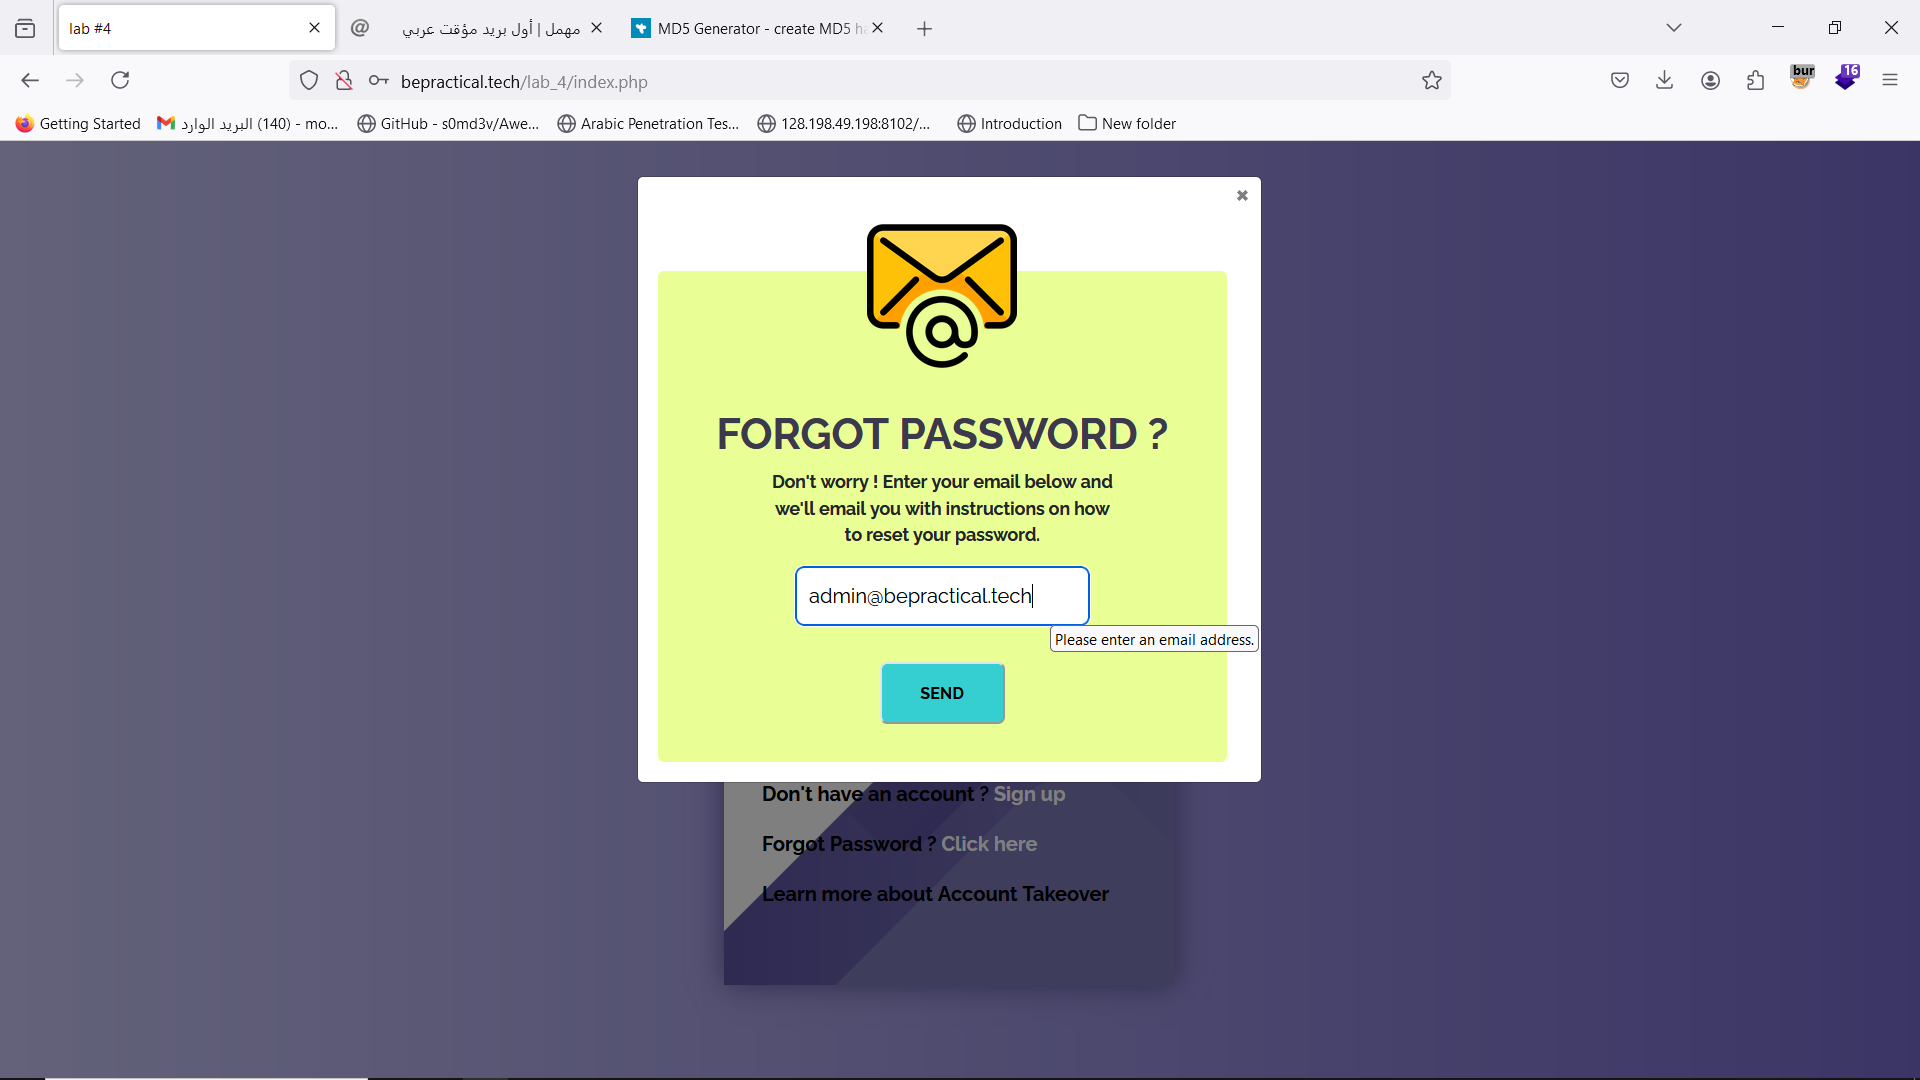 lab #4
@
مهمل | أول بريد مؤقت عربي
MD5 Generator - create MD5 ha
bepractical.tech/lab_4/index.php
bur
16
Getting Started
البريد الوارد (140) - mo...
GitHub - s0md3v/Awe...
Arabic Penetration Tes...
128.198.49.198:8102/...
Introduction
New folder
FORGOT PASSWORD ?
Don't worry ! Enter your email below and
we'll email you with instructions on how
to reset your password.
admin@bepractical.tech
Please enter an email address.
SEND
Don't have an account ? Sign up
Forgot Password ? Click here
Learn more about Account Takeover